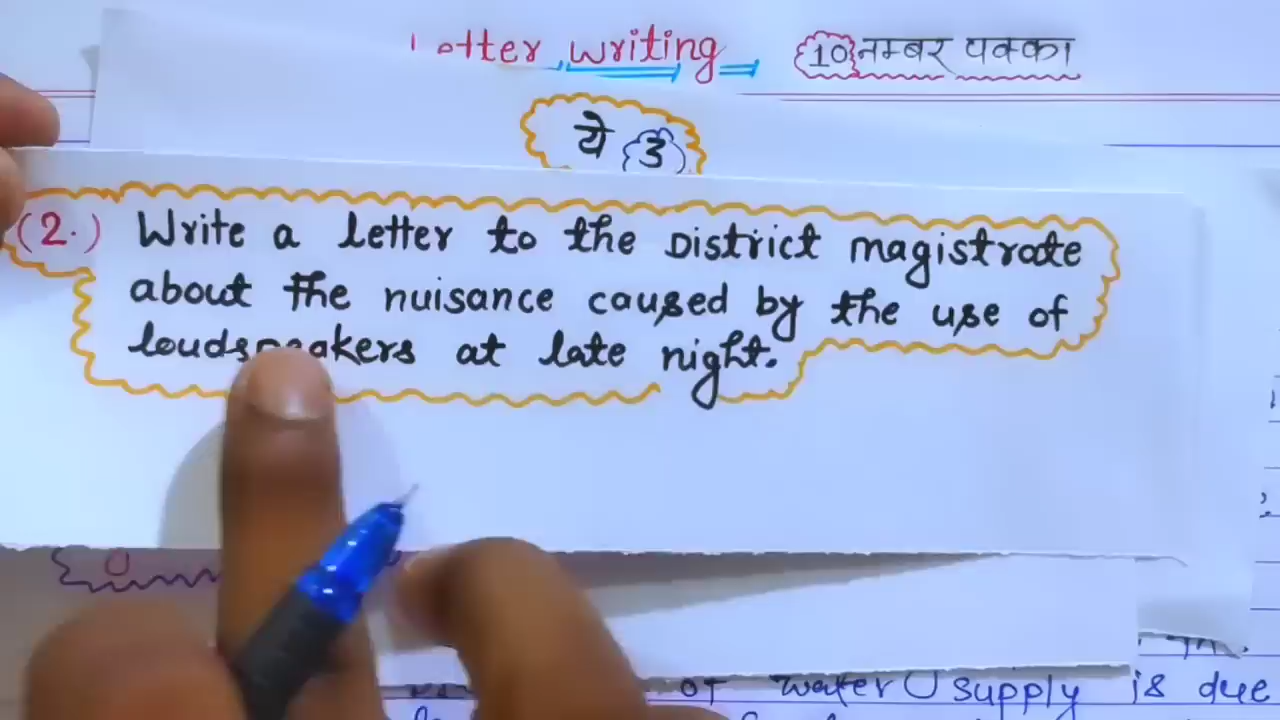 Letter writing 10 नम्बर पक्का
ये 3
(2.) Write a letter to the District magistrate
about the nuisance caused by the use of
loudspeakers at late night.
of water supply is due